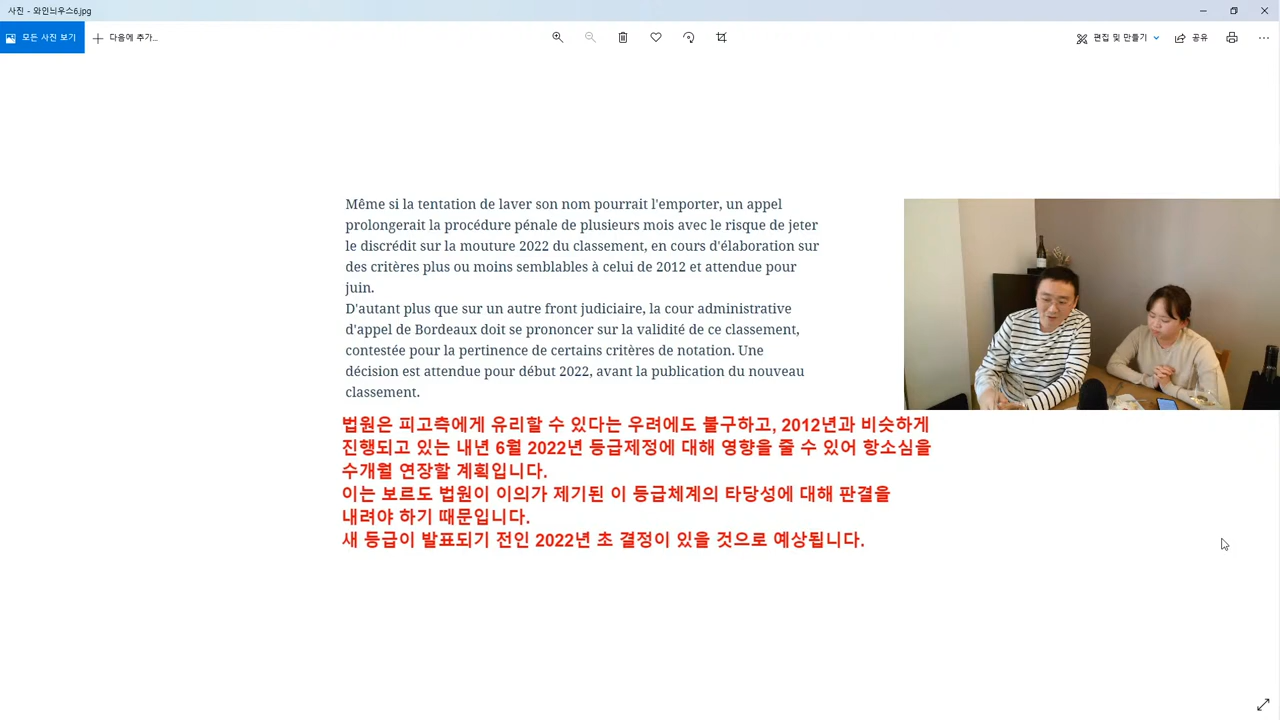 사진 - 와인늬우스6.jpg
모든 사진 보기
다음에 추가...
편집 및 만들기
공유
Même si la tentation de laver son nom pourrait l'emporter, un appel
prolongerait la procédure pénale de plusieurs mois avec le risque de jeter
le discrédit sur la mouture 2022 du classement, en cours d'élaboration sur
des critères plus ou moins semblables à celui de 2012 et attendue pour
juin.
D'autant plus que sur un autre front judiciaire, la cour administrative
d'appel de Bordeaux doit se prononcer sur la validité de ce classement,
contestée pour la pertinence de certains critères de notation. Une
décision est attendue pour début 2022, avant la publication du nouveau
classement.
법원은 피고측에게 유리할 수 있다는 우려에도 불구하고, 2012년과 비슷하게
진행되고 있는 내년 6월 2022년 등급제정에 대해 영향을 줄 수 있어 항소심을
수개월 연장할 계획입니다.
이는 보르도 법원이 이의가 제기된 이 등급체계의 타당성에 대해 판결을
내려야 하기 때문입니다.
새 등급이 발표되기 전인 2022년 초 결정이 있을 것으로 예상됩니다.